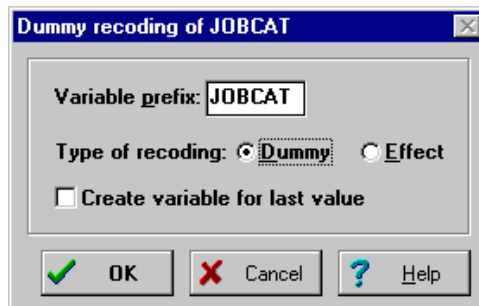 Dummy recoding of JOBCAT
Variable prefix: JOBCAT
Type of recoding: Dummy Effect
Create variable for last value
OK Cancel Help